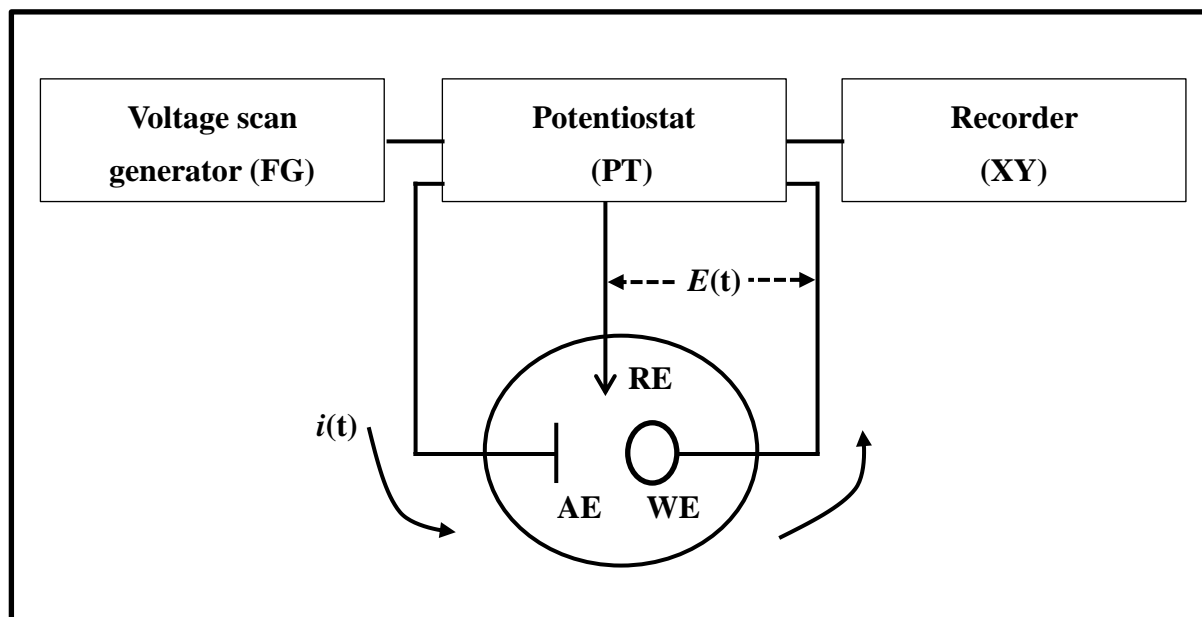 Voltage scan
generator (FG)
Potentiostat
(PT)
Recorder
(XY)
E(t)
RE
i(t)
AE
WE